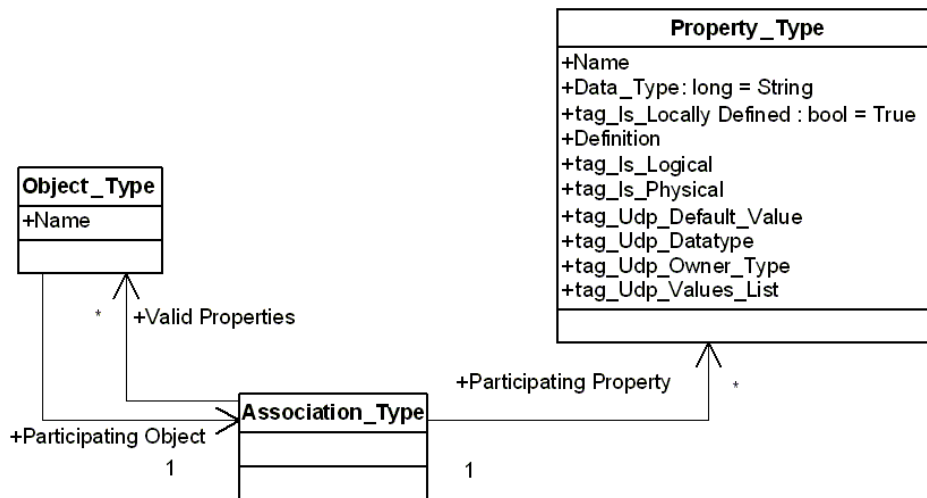 Property_Type
+Name
+Data_Type: long = String
+tag_Is_Locally Defined : bool = True
+Definition
+tag_Is_Logical
+tag_Is_Physical
+tag_Udp_Default_Value
+tag_Udp_Datatype
+tag_Udp_Owner_Type
+tag_Udp_Values_List
Object_Type
+Name
* +Valid Properties
+Participating Property *
Association_Type
+Participating Object
1 1